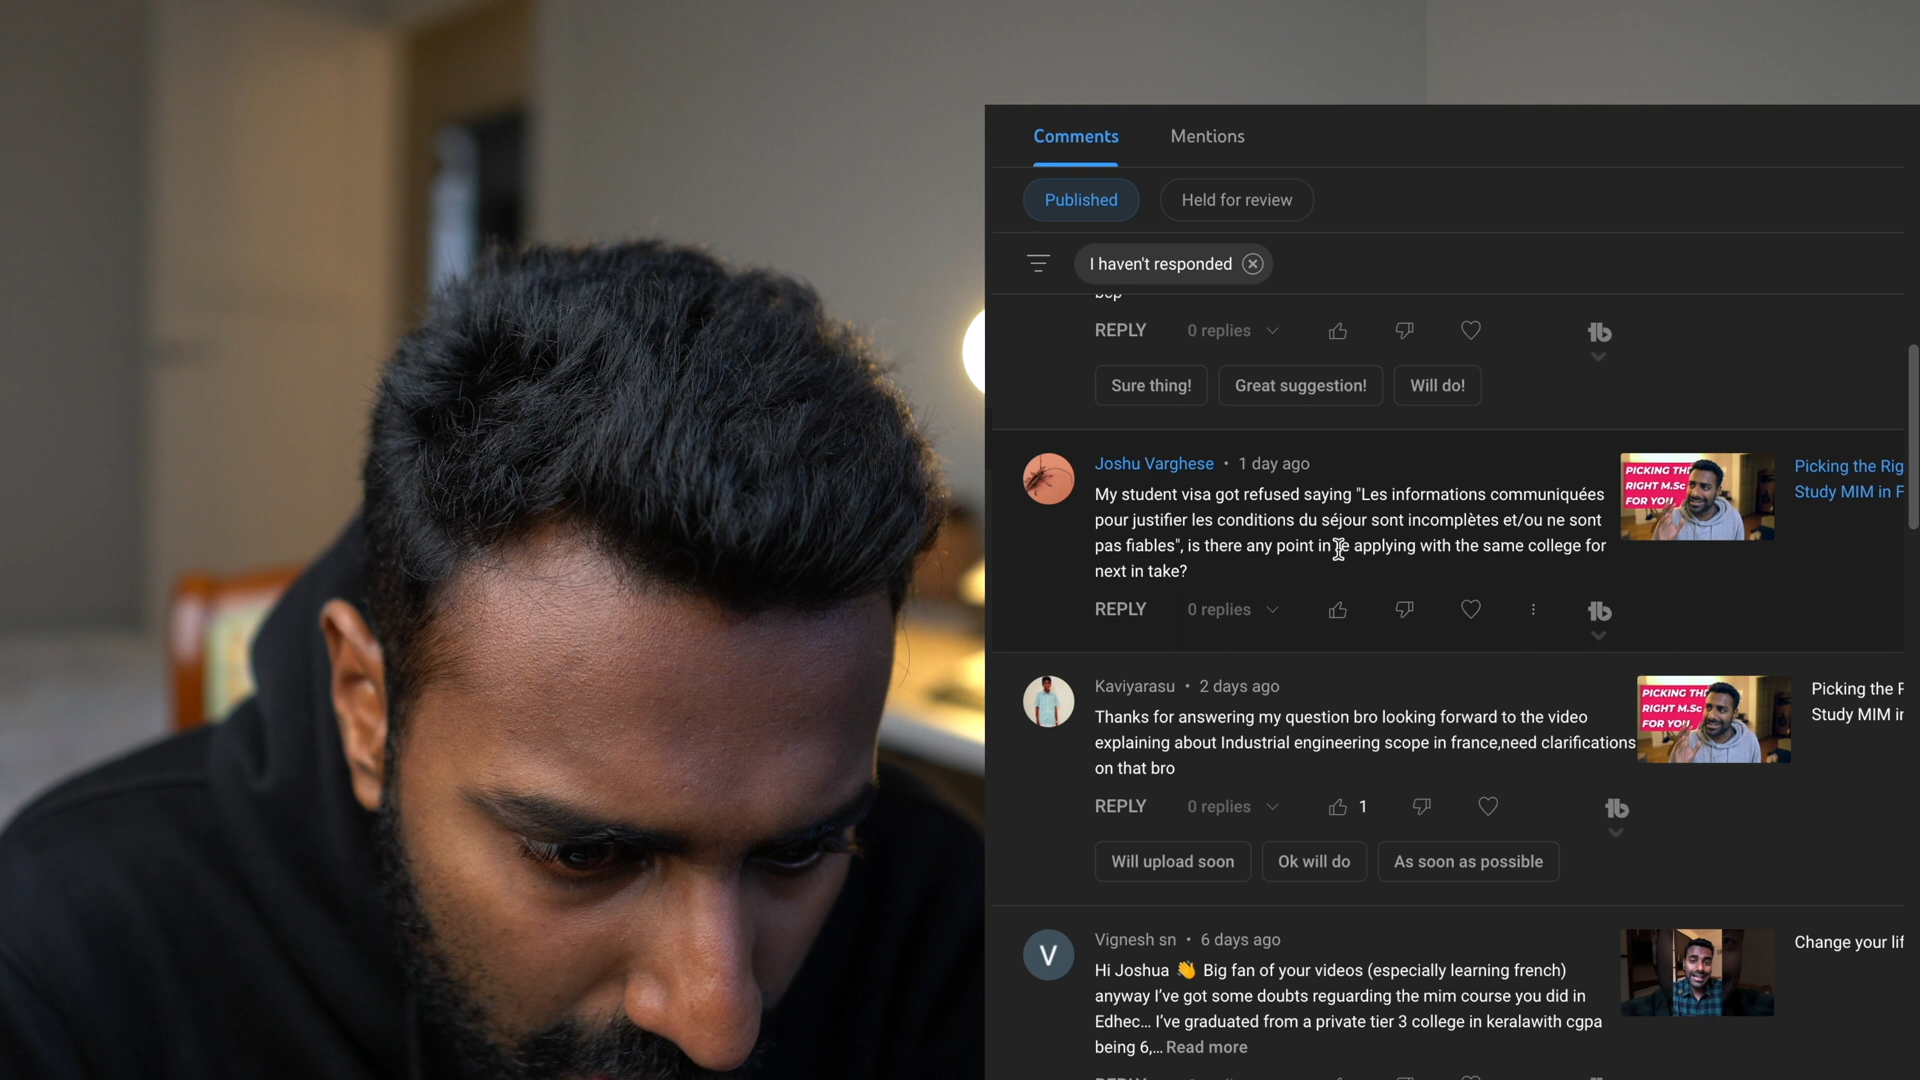 Comments Mentions
Published Held for review
I haven't responded
REPLY 0 replies
Sure thing! Great suggestion! Will do!
Joshu Varghese • 1 day ago
My student visa got refused saying "Les informations communiquées
pour justifier les conditions du séjour sont incomplètes et/ou ne sont
pas fiables", is there any point in re applying with the same college for
next in take?
REPLY 0 replies
PICKING THE
RIGHT M.Sc
FOR YOU
Picking the Rig
Study MIM in F
Kaviyarasu • 2 days ago
Thanks for answering my question bro looking forward to the video
explaining about Industrial engineering scope in france,need clarifications
on that bro
REPLY 0 replies 1
Will upload soon Ok will do As soon as possible
PICKING THE
RIGHT M.Sc
FOR YOU
Picking the F
Study MIM in
V
Vignesh sn • 6 days ago
Hi Joshua 👋 Big fan of your videos (especially learning french)
anyway I've got some doubts reguarding the mim course you did in
Edhec... I've graduated from a private tier 3 college in keralawith cgpa
being 6,... Read more
Change your lif